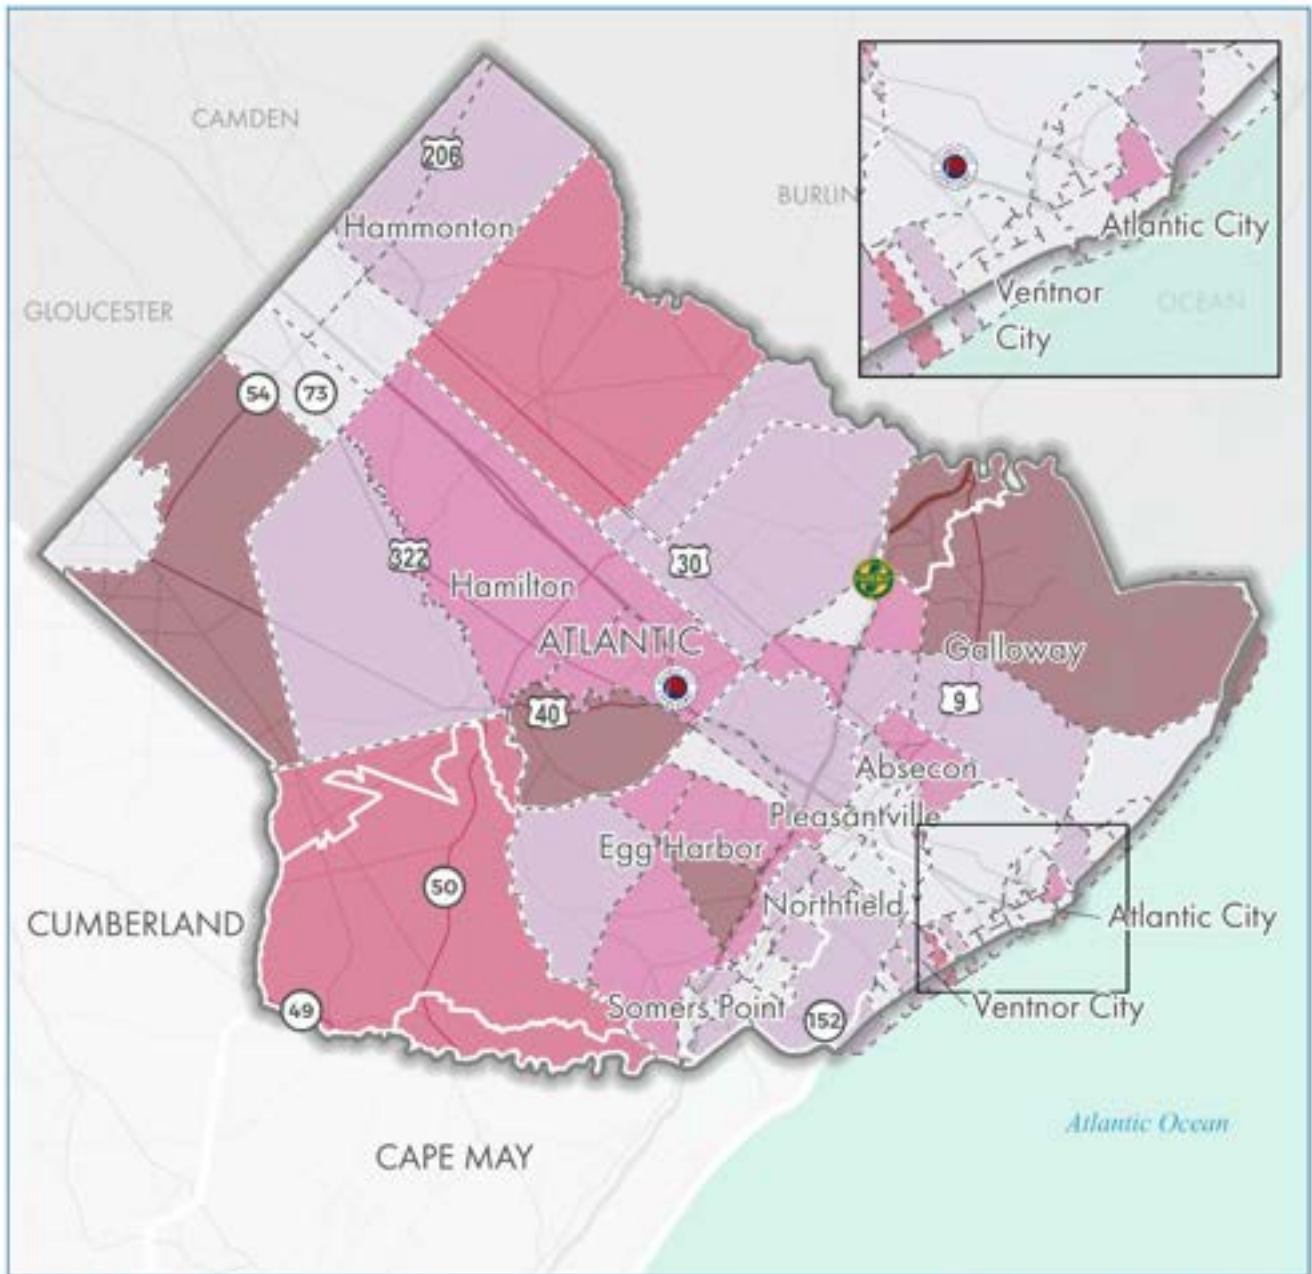 CAMDEN
206
BURLIN
Hammonton
Atlantic City
GLOUCESTER
Ventnor
City
OCEAN
54
73
322
30
Hamilton
ATLANTIC
Galloway
40
9
Absecon
Pleasantville
Egg Harbor
50
Northfield
CUMBERLAND
Atlantic City
49
Somers Point
152
Ventnor City
Atlantic Ocean
CAPE MAY